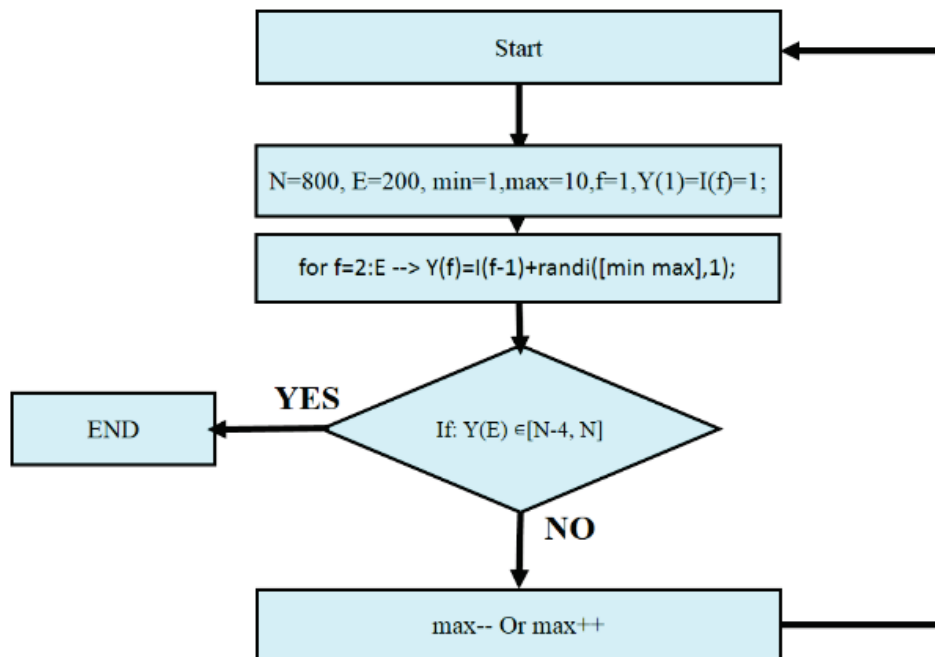 Start
N=800, E=200, min=1,max=10,f=1,Y(1)=I(f)=1;
for f=2:E --> Y(f)=I(f-1)+randi([min max],1);
YES
END
If: Y(E) ∈[N-4, N]
NO
max-- Or max++